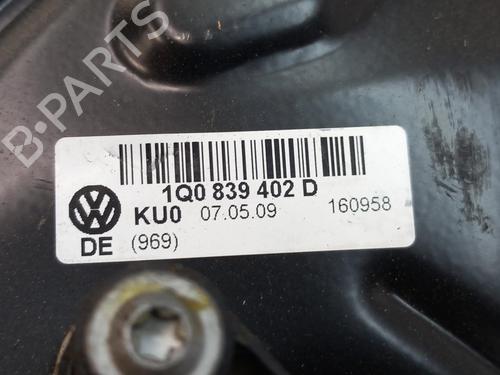 B-PARTS
1Q0 839 402 D
KU0 07.05.09 160958
DE (969)